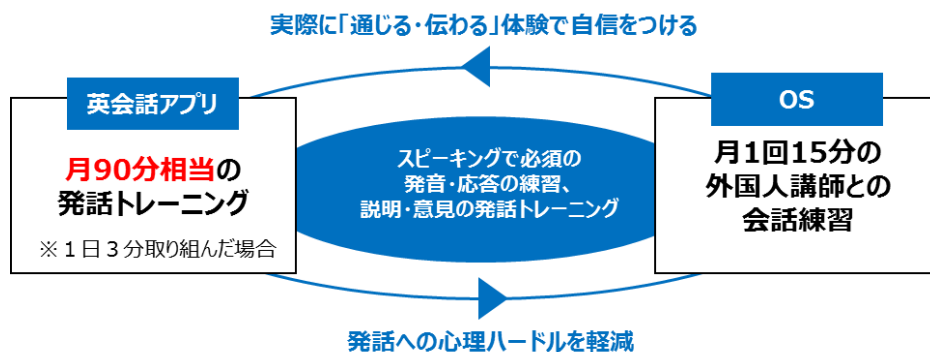 実際に「通じる・伝わる」体験で自信をつける
英会話アプリ
月90分相当の
発話トレーニング
※１日３分取り組んだ場合
スピーキングで必須の
発音・応答の練習、
説明・意見の発話トレーニング
OS
月1回15分の
外国人講師との
会話練習
発話への心理ハードルを軽減